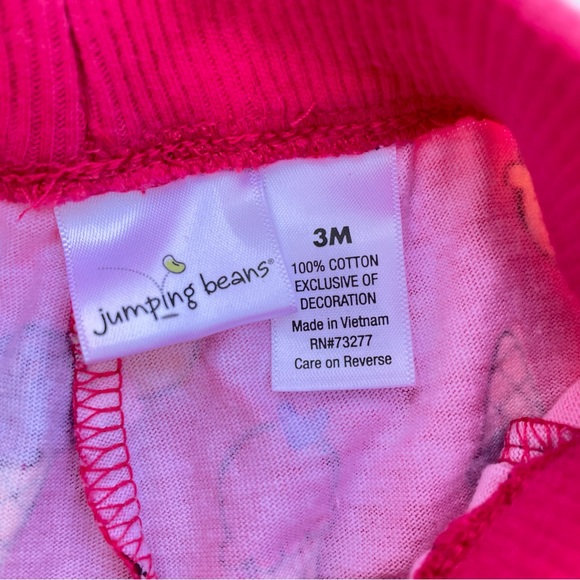 jumping beans®
3M
100% COTTON
EXCLUSIVE OF
DECORATION
Made in Vietnam
RN#73277
Care on Reverse